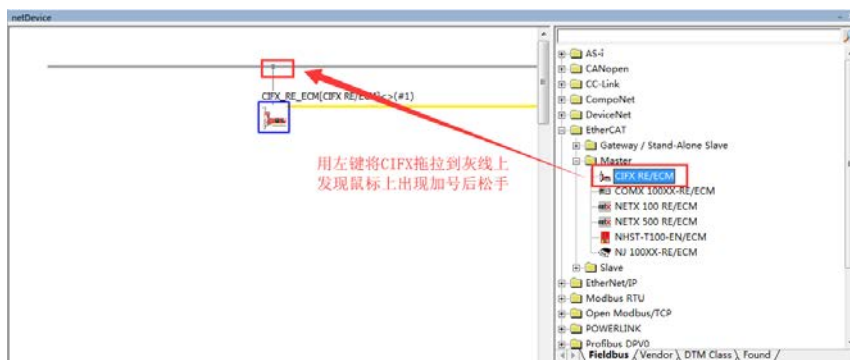 netDevice
CIFX_RE_ECM[CIFX RE/ECM]<>(#1)
用左键将CIFX拖拉到灰线上
发现鼠标上出现加号后松手
AS-i
CANopen
CC-Link
CompoNet
DeviceNet
EtherCAT
Gateway / Stand-Alone Slave
Master
CIFX RE/ECM
COMX 100XX-RE/ECM
NETX 100 RE/ECM
NETX 500 RE/ECM
NHST-T100-EN/ECM
NJ 100XX-RE/ECM
Slave
EtherNet/IP
Modbus RTU
Open Modbus/TCP
POWERLINK
Profibus DPV0
Fieldbus / Vendor \ DTM Class \ Found /